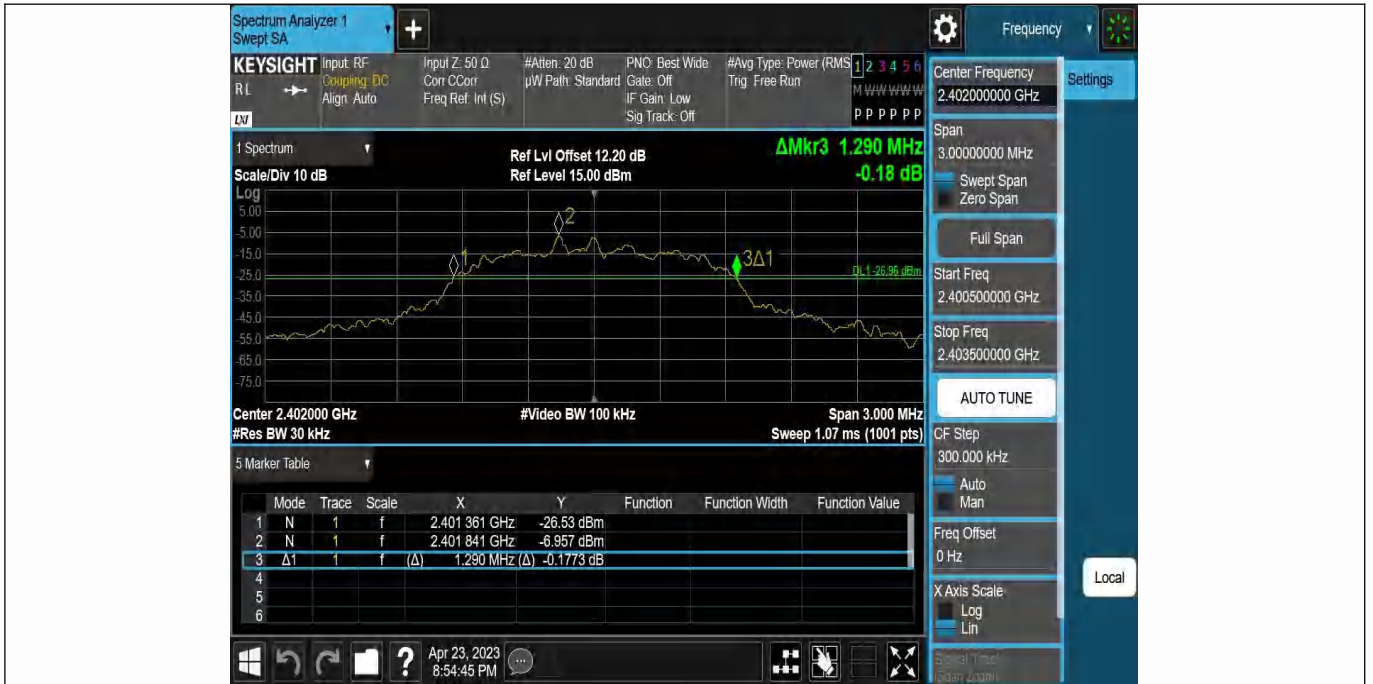 Spectrum Analyzer 1
Swept SA
+
Frequency
KEYSIGHT
RL
LXI
Input: RF
Coupling: DC
Align: Auto
Input Z: 50 Ω
Corr CCorr
Freq Ref: Int (S)
#Atten: 20 dB
µW Path: Standard
PNO: Best Wide
Gate: Off
IF Gain: Low
Sig Track: Off
#Avg Type: Power (RMS
Trig: Free Run
1 2 3 4 5 6
M W W W W W
P P P P P P
1 Spectrum
Scale/Div 10 dB
Ref Lvl Offset 12.20 dB
Ref Level 15.00 dBm
ΔMkr3 1.290 MHz
-0.18 dB
Log
5.00
-5.00
-15.0
-25.0
-35.0
-45.0
-55.0
-65.0
-75.0
2
1
3Δ1
DL1 -26.96 dBm
Center 2.402000 GHz
#Res BW 30 kHz
#Video BW 100 kHz
Span 3.000 MHz
Sweep 1.07 ms (1001 pts)
5 Marker Table
Mode Trace Scale X Y Function Function Width Function Value
1 N 1 f 2.401 361 GHz -26.53 dBm
2 N 1 f 2.401 841 GHz -6.957 dBm
3 Δ1 1 f (Δ) 1.290 MHz (Δ) -0.1773 dB
4
5
6
?
Apr 23, 2023
8:54:45 PM
Center Frequency
2.402000000 GHz
Settings
Span
3.00000000 MHz
Swept Span
Zero Span
Full Span
Start Freq
2.400500000 GHz
Stop Freq
2.403500000 GHz
AUTO TUNE
CF Step
300.000 kHz
Auto
Man
Freq Offset
0 Hz
X Axis Scale
Log
Lin
Local
Signal Track
(Span Zoom)